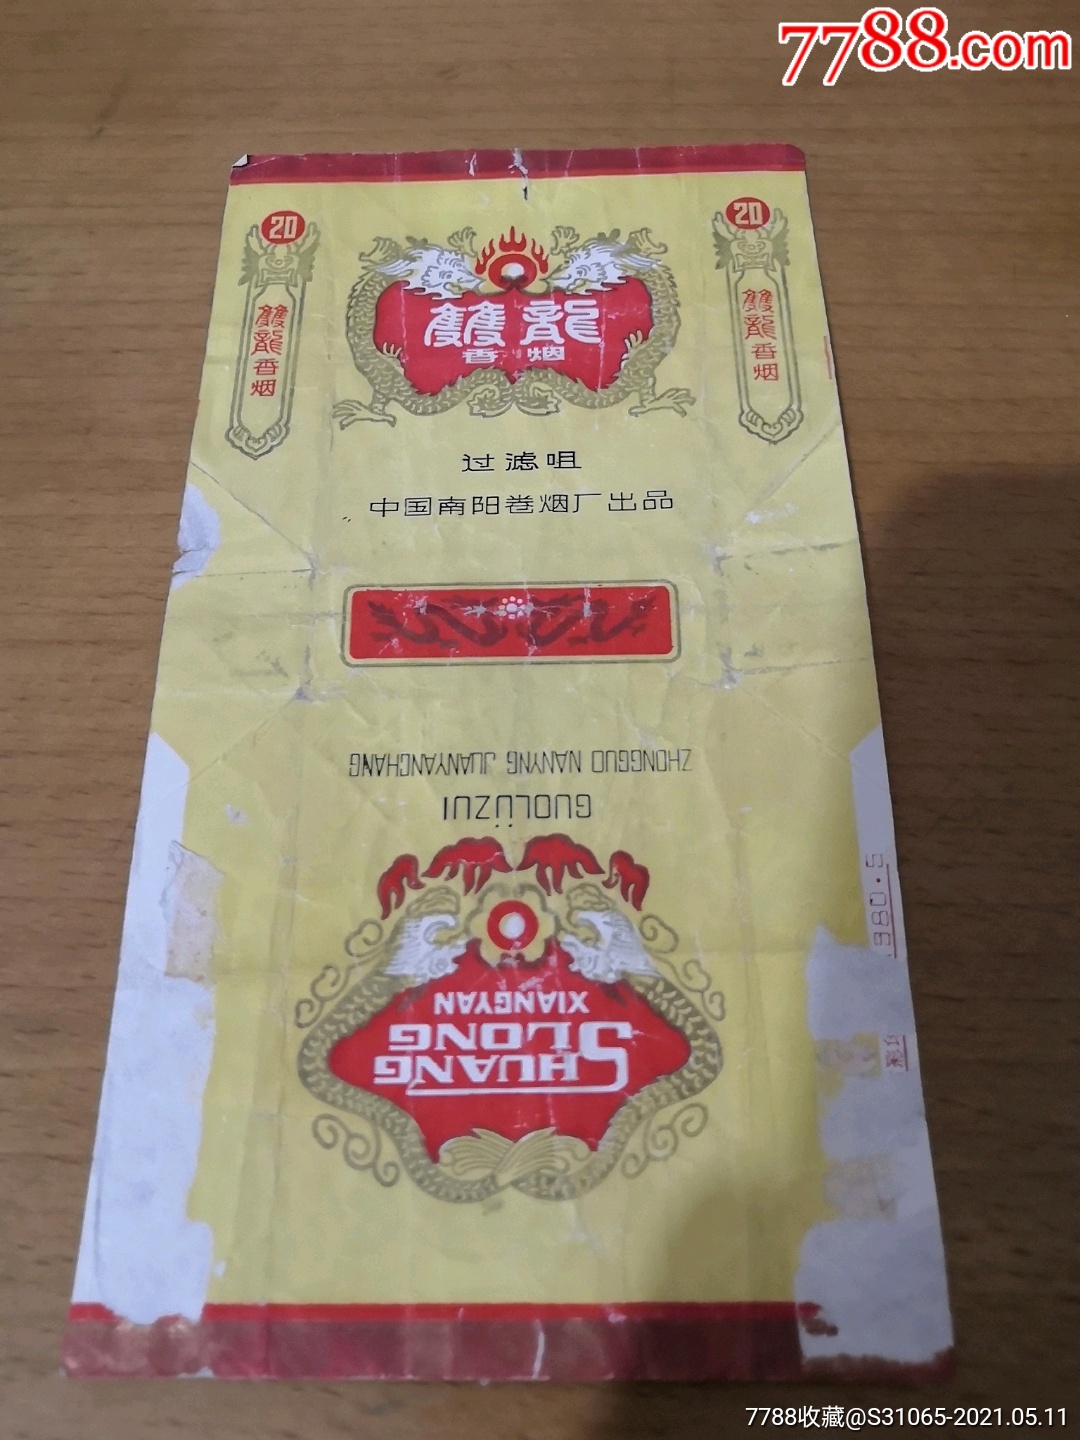 7788.com
20
雙龍香烟
雙龍
香烟
20
雙龍香烟
过滤咀
中国南阳卷烟厂出品
ZHONGGUO NANYNG JUANYANCHANG
GUOLÜZUI
SHUANG
LONG
XIANGYAN
980.5
7788收藏@S31065-2021.05.11